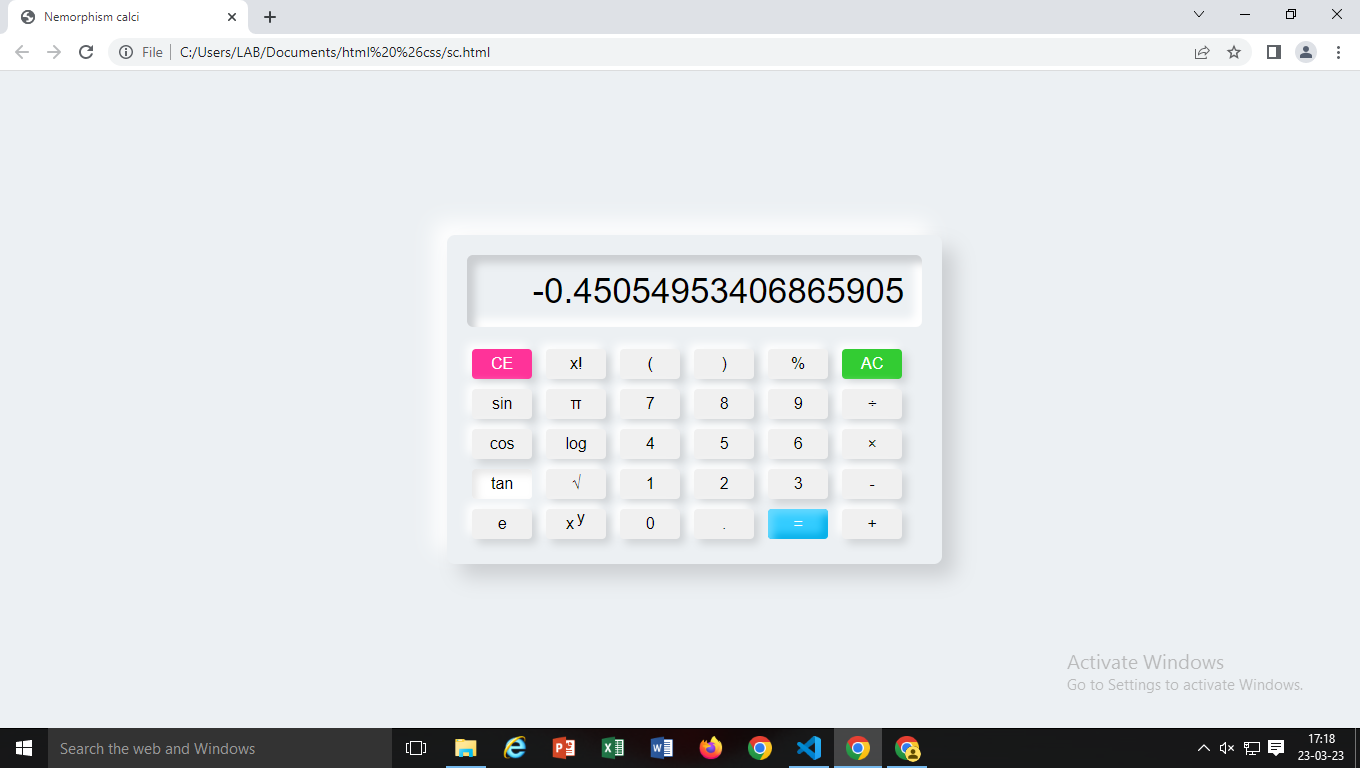 Nemorphism calci
File C:/Users/LAB/Documents/html%20%26css/sc.html
-0.45054953406865905
CE x! ( ) % AC
sin π 7 8 9 ÷
cos log 4 5 6 ×
tan √ 1 2 3 -
e x y 0 . = +
Activate Windows
Go to Settings to activate Windows.
Search the web and Windows
17:18
23-03-23